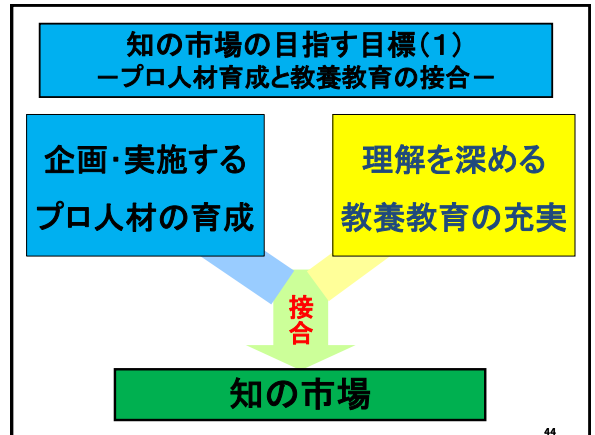 知の市場の目指す目標(1)
－プロ人材育成と教養教育の接合－
企画・実施する
プロ人材の育成
理解を深める
教養教育の充実
接
合
知の市場
44